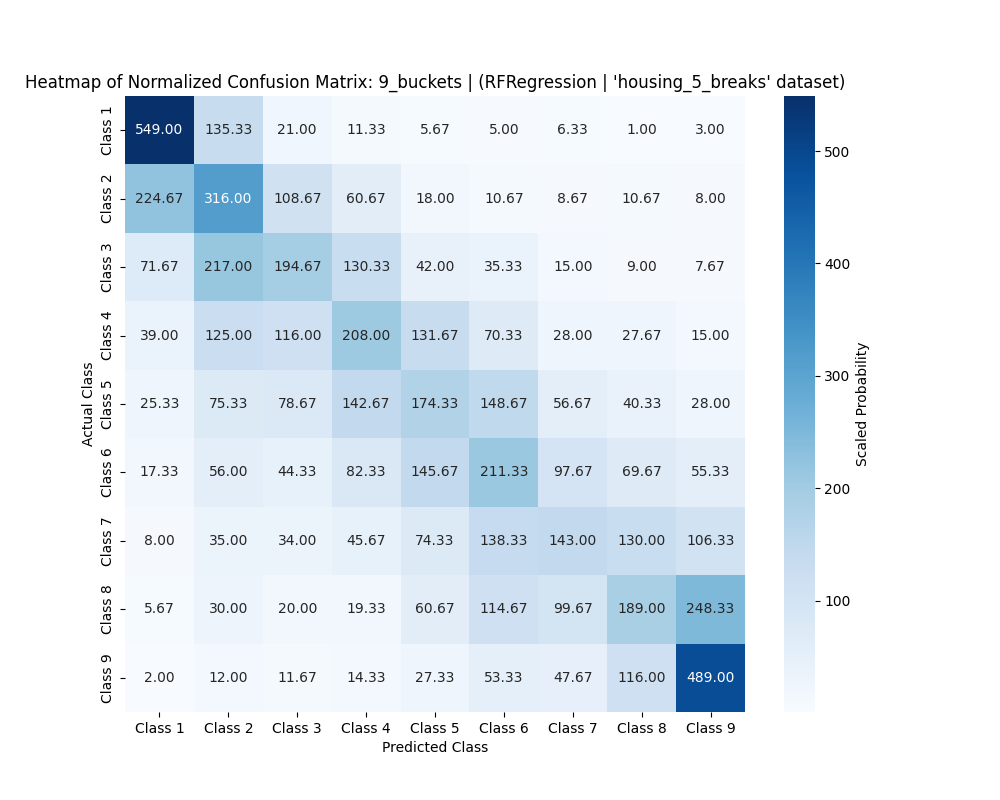 Heatmap of Normalized Confusion Matrix: 9_buckets | (RFRegression | 'housing_5_breaks' dataset)
Actual Class
Class 1 549.00 135.33 21.00 11.33 5.67 5.00 6.33 1.00 3.00
Class 2 224.67 316.00 108.67 60.67 18.00 10.67 8.67 10.67 8.00
Class 3 71.67 217.00 194.67 130.33 42.00 35.33 15.00 9.00 7.67
Class 4 39.00 125.00 116.00 208.00 131.67 70.33 28.00 27.67 15.00
Class 5 25.33 75.33 78.67 142.67 174.33 148.67 56.67 40.33 28.00
Class 6 17.33 56.00 44.33 82.33 145.67 211.33 97.67 69.67 55.33
Class 7 8.00 35.00 34.00 45.67 74.33 138.33 143.00 130.00 106.33
Class 8 5.67 30.00 20.00 19.33 60.67 114.67 99.67 189.00 248.33
Class 9 2.00 12.00 11.67 14.33 27.33 53.33 47.67 116.00 489.00
Class 1 Class 2 Class 3 Class 4 Class 5 Class 6 Class 7 Class 8 Class 9
Predicted Class
500
400
300
200
100
Scaled Probability